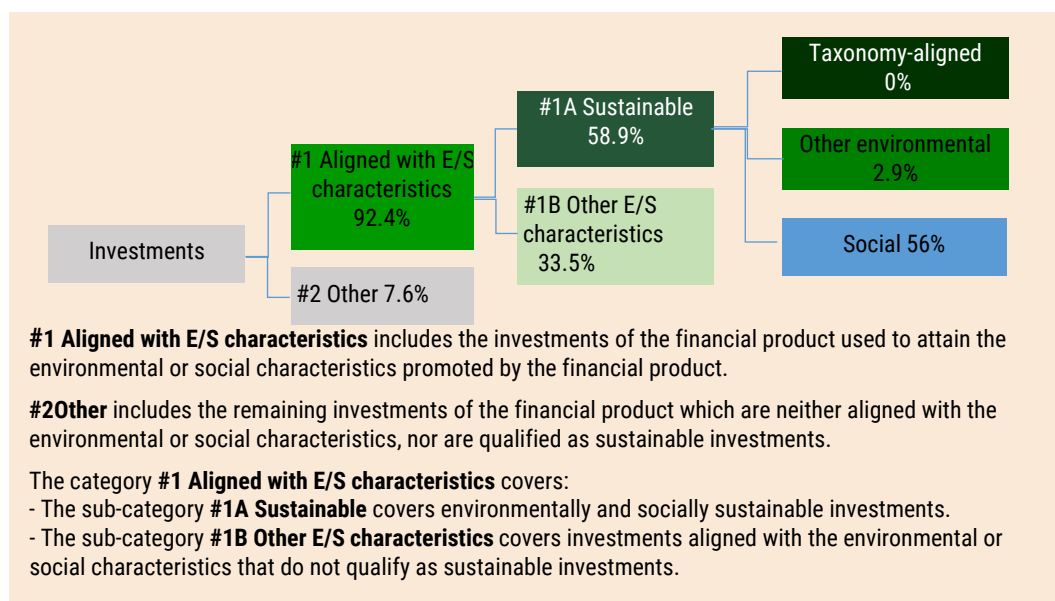 Taxonomy-aligned
0%
#1A Sustainable
58.9%
Other environmental
2.9%
#1 Aligned with E/S
characteristics
92.4%
#1B Other E/S
characteristics
33.5%
Social 56%
Investments
#2 Other 7.6%
#1 Aligned with E/S characteristics includes the investments of the financial product used to attain the
environmental or social characteristics promoted by the financial product.
#2Other includes the remaining investments of the financial product which are neither aligned with the
environmental or social characteristics, nor are qualified as sustainable investments.
The category #1 Aligned with E/S characteristics covers:
- The sub-category #1A Sustainable covers environmentally and socially sustainable investments.
- The sub-category #1B Other E/S characteristics covers investments aligned with the environmental or
social characteristics that do not qualify as sustainable investments.